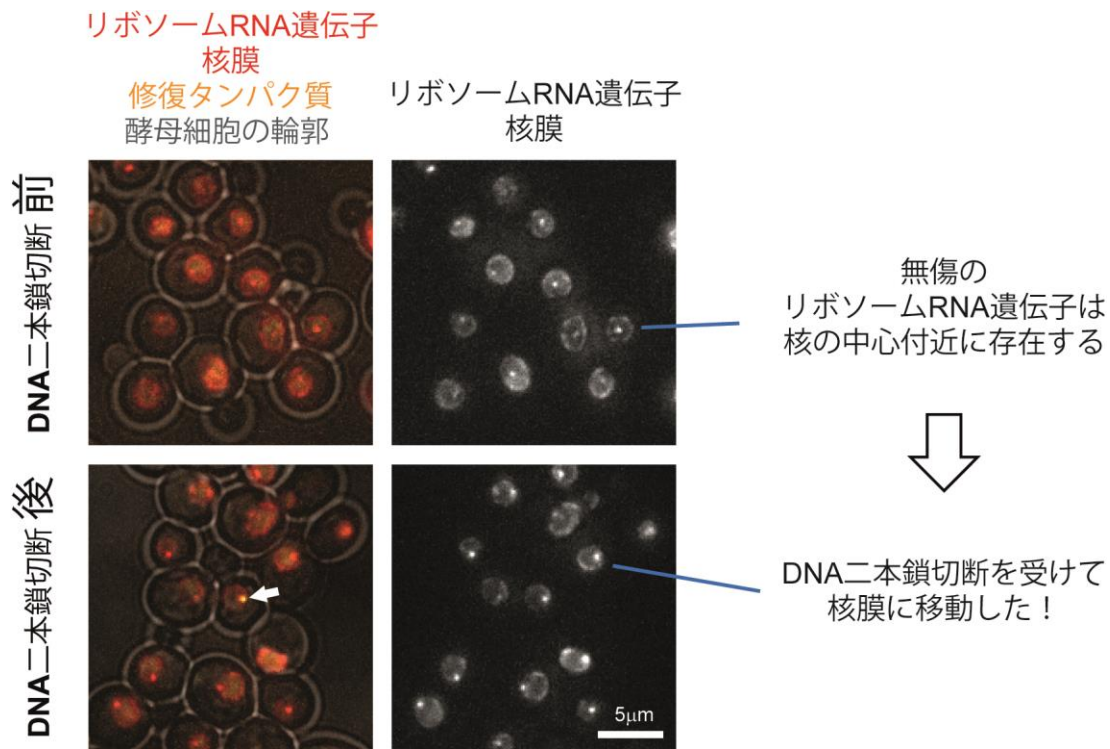 リボソームRNA遺伝子
核膜
修復タンパク質
酵母細胞の輪郭
リボソームRNA遺伝子
核膜
DNA二本鎖切断 前
無傷の
リボソームRNA遺伝子は
核の中心付近に存在する
DNA二本鎖切断 後
DNA二本鎖切断を受けて
核膜に移動した！
5μm